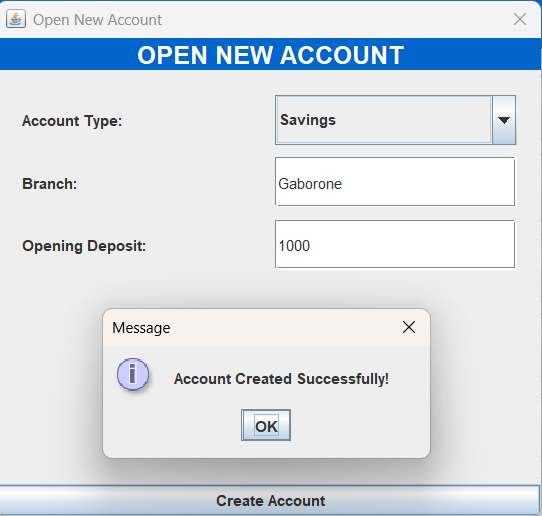 Open New Account
OPEN NEW ACCOUNT
Account Type: Savings
Branch: Gaborone
Opening Deposit: 1000
Message
i
Account Created Successfully!
OK
Create Account